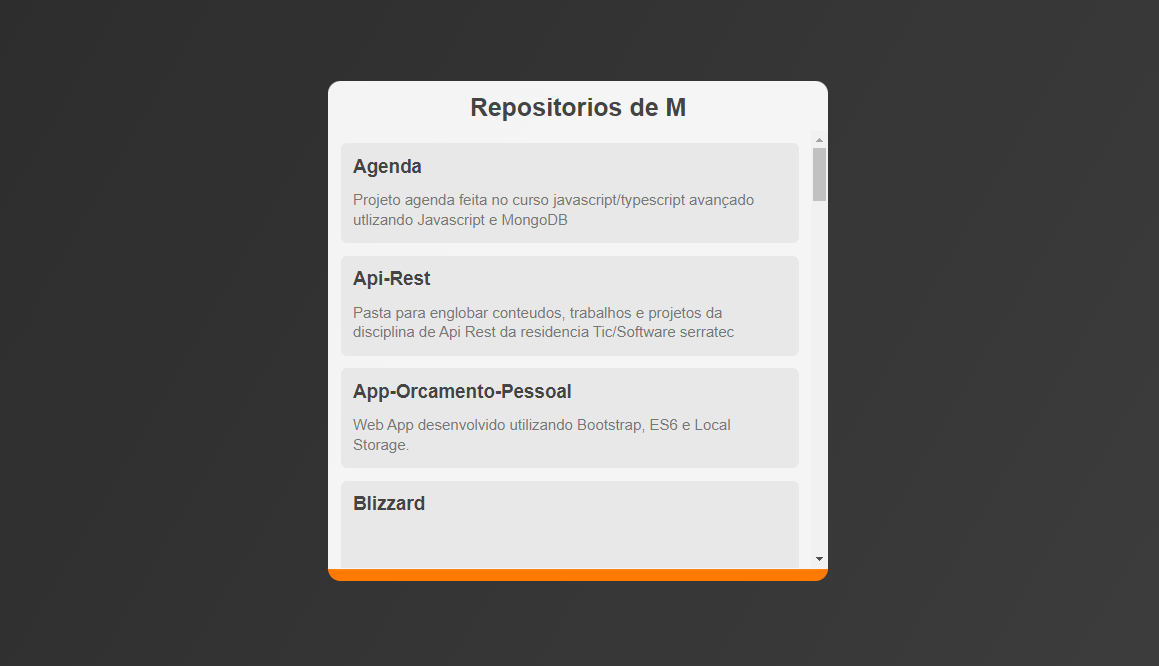 Repositorios de M
Agenda
Projeto agenda feita no curso javascript/typescript avançado
utlizando Javascript e MongoDB
Api-Rest
Pasta para englobar conteudos, trabalhos e projetos da
disciplina de Api Rest da residencia Tic/Software serratec
App-Orcamento-Pessoal
Web App desenvolvido utilizando Bootstrap, ES6 e Local
Storage.
Blizzard